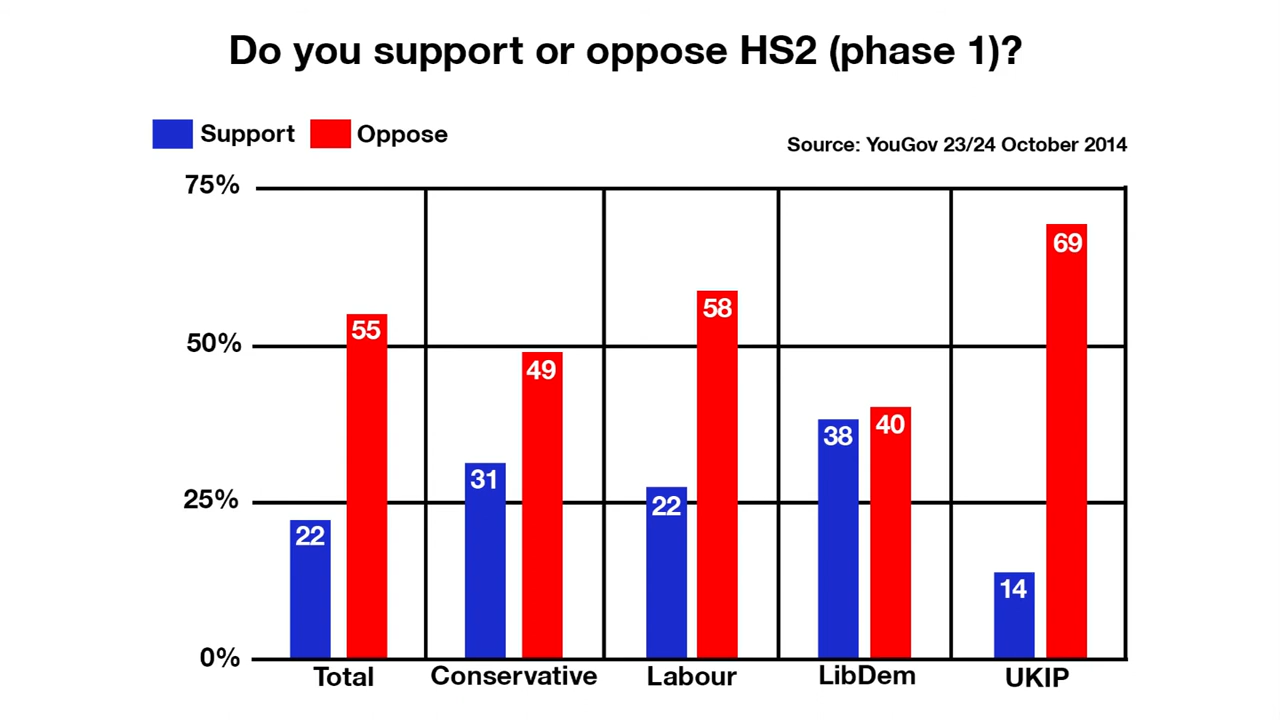 Do you support or oppose HS2 (phase 1)?
Support Oppose
Source: YouGov 23/24 October 2014
75%
50%
25%
0%
22 55
31 49
22 58
38 40
14 69
Total Conservative Labour LibDem UKIP